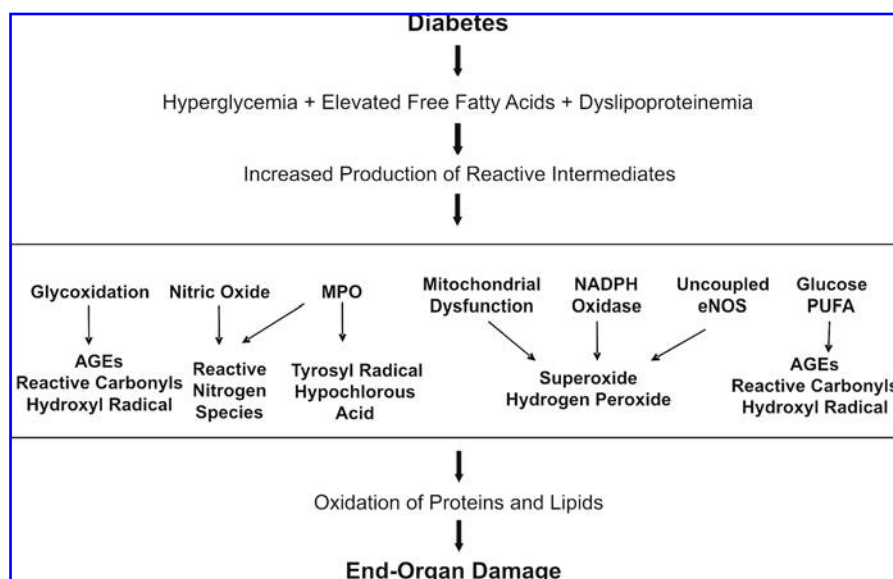 Diabetes
Hyperglycemia + Elevated Free Fatty Acids + Dyslipoproteinemia
Increased Production of Reactive Intermediates
Glycoxidation
Nitric Oxide
MPO
Mitochondrial
Dysfunction
NADPH
Oxidase
Uncoupled
eNOS
Glucose
PUFA
AGEs
Reactive Carbonyls
Hydroxyl Radical
Reactive
Nitrogen
Species
Tyrosyl Radical
Hypochlorous
Acid
Superoxide
Hydrogen Peroxide
AGEs
Reactive Carbonyls
Hydroxyl Radical
Oxidation of Proteins and Lipids
End-Organ Damage